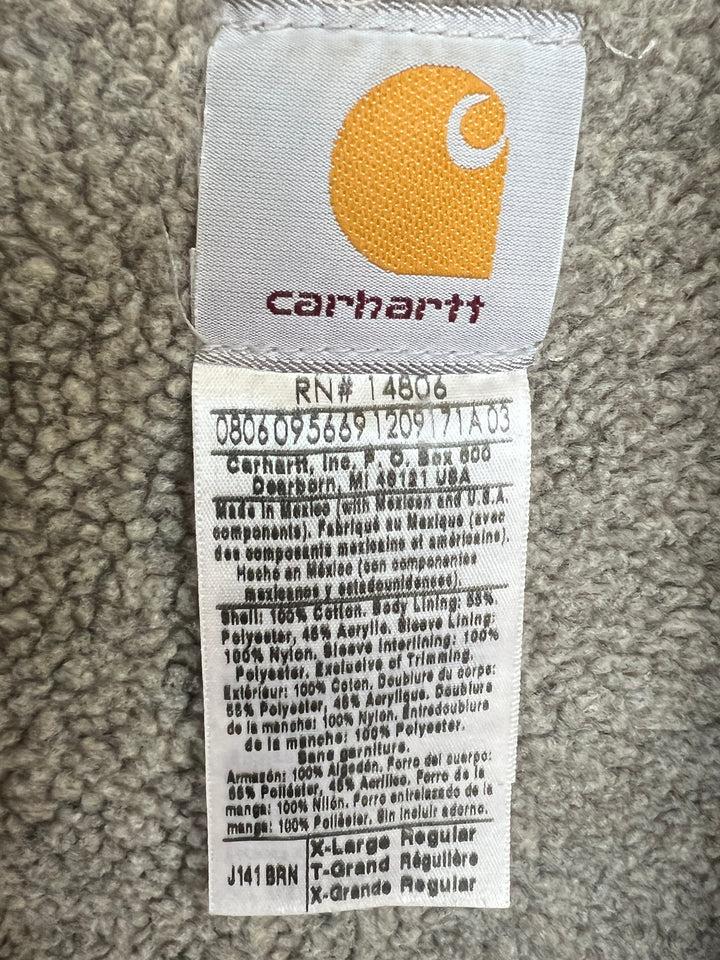 carhartt
RN# 14806
0806095669 1209171A03
Carhartt, Inc, P. O. Box 600
Dearborn, MI 48121 USA
Made in Mexico (with Mexican and U.S.A.
components). Fabriqué au Mexique (avec
des composants mexicains et américains).
Hecho en México (con componentes
mexicanos y estadounidenses).
Shell: 100% Cotton. Body Lining: 55%
Polyester, 45% Acrylic. Sleeve Lining:
100% Nylon. Sleeve Interlining: 100%
Polyester, Exclusive of Trimming.
Extérieur: 100% Coton. Doublure du corps:
55% Polyester, 45% Acrylique. Doublure
de la manche: 100% Nylon. Entredoublure
de la manche: 100% Polyester.
Sans garniture.
Armazón: 100% Algodón. Forro del cuerpo:
55% Poliéster, 45% Acrílico. Forro de la
manga: 100% Nilón. Forro entrelazado de la
manga: 100% Poliéster. Sin incluir adorno.
J141 BRN
X-Large Regular
T-Grand Régulière
X-Grande Regular